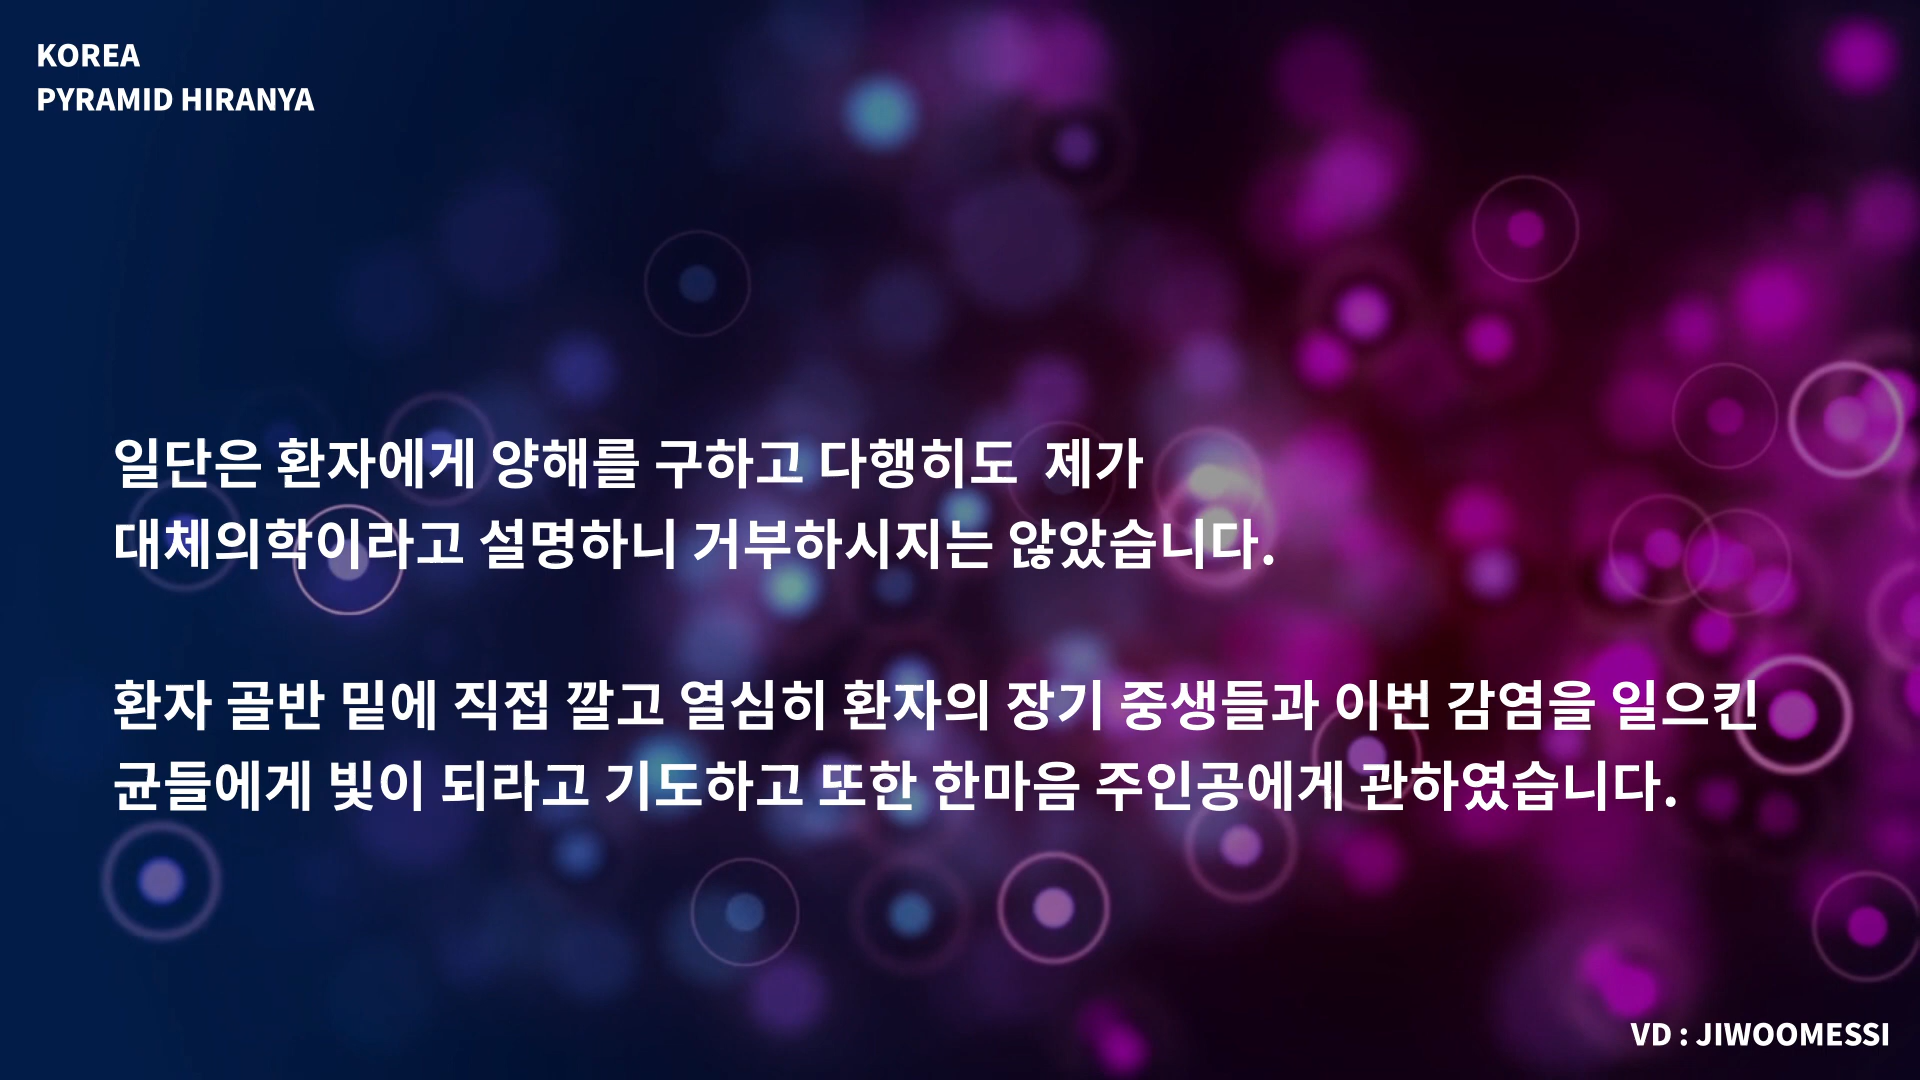 KOREA
PYRAMID HIRANYA
일단은 환자에게 양해를 구하고 다행히도 제가
대체의학이라고 설명하니 거부하시지는 않았습니다.
환자 골반 밑에 직접 깔고 열심히 환자의 장기 중생들과 이번 감염을 일으킨
균들에게 빛이 되라고 기도하고 또한 한마음 주인공에게 관하였습니다.
VD : JIWOOMESSI